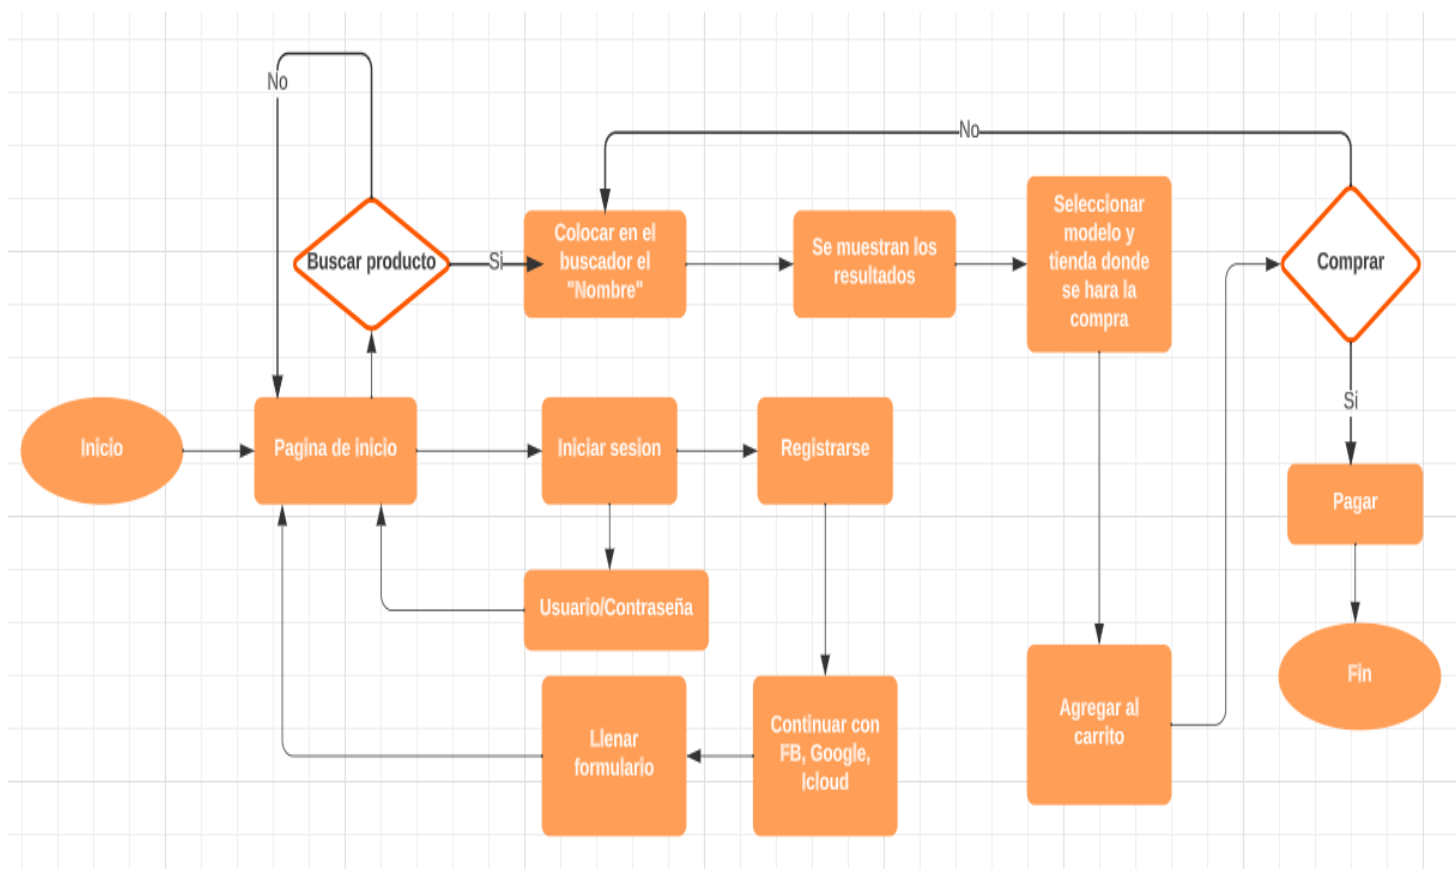 No
No
Buscar producto
Si
Colocar en el
buscador el
"Nombre"
Se muestran los
resultados
Seleccionar
modelo y
tienda donde
se hara la
compra
Comprar
Si
Inicio
Pagina de inicio
Iniciar sesion
Registrarse
Pagar
Usuario/Contraseña
Llenar
formulario
Continuar con
FB, Google,
Icloud
Agregar al
carrito
Fin